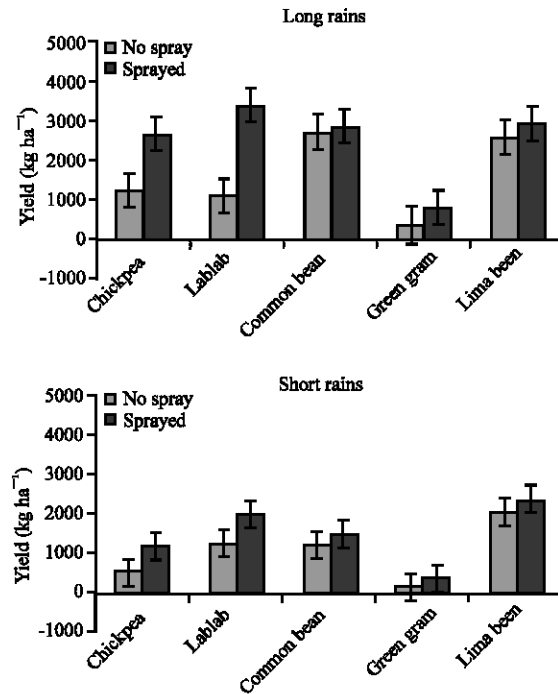 Long rains
No spray
Sprayed
Yield (kg ha⁻¹)
5000
4000
3000
2000
1000
0
-1000
Chickpea
Lablab
Common bean
Green gram
Lima been
Short rains
No spray
Sprayed
Yield (kg ha⁻¹)
5000
4000
3000
2000
1000
0
-1000
Chickpea
Lablab
Common bean
Green gram
Lima been